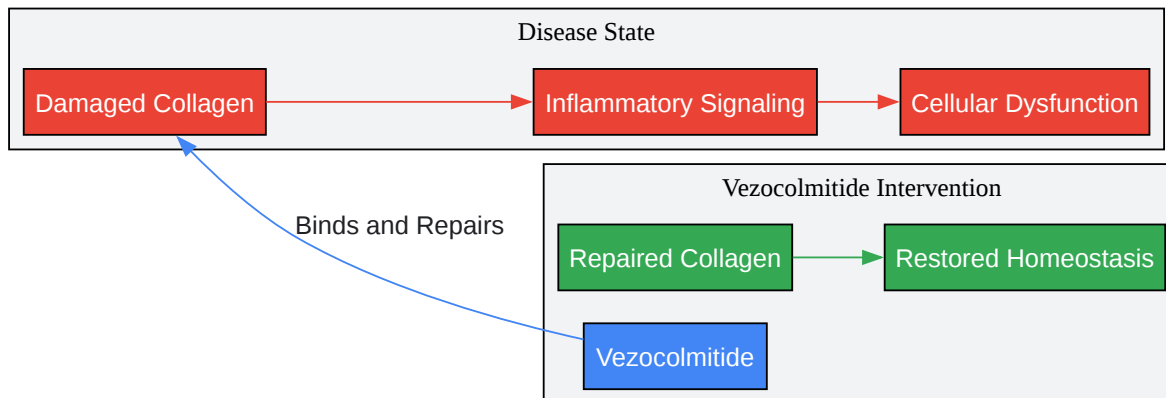 Disease State
Damaged Collagen
Inflammatory Signaling
Cellular Dysfunction
Binds and Repairs
Vezocolmitide Intervention
Repaired Collagen
Restored Homeostasis
Vezocolmitide